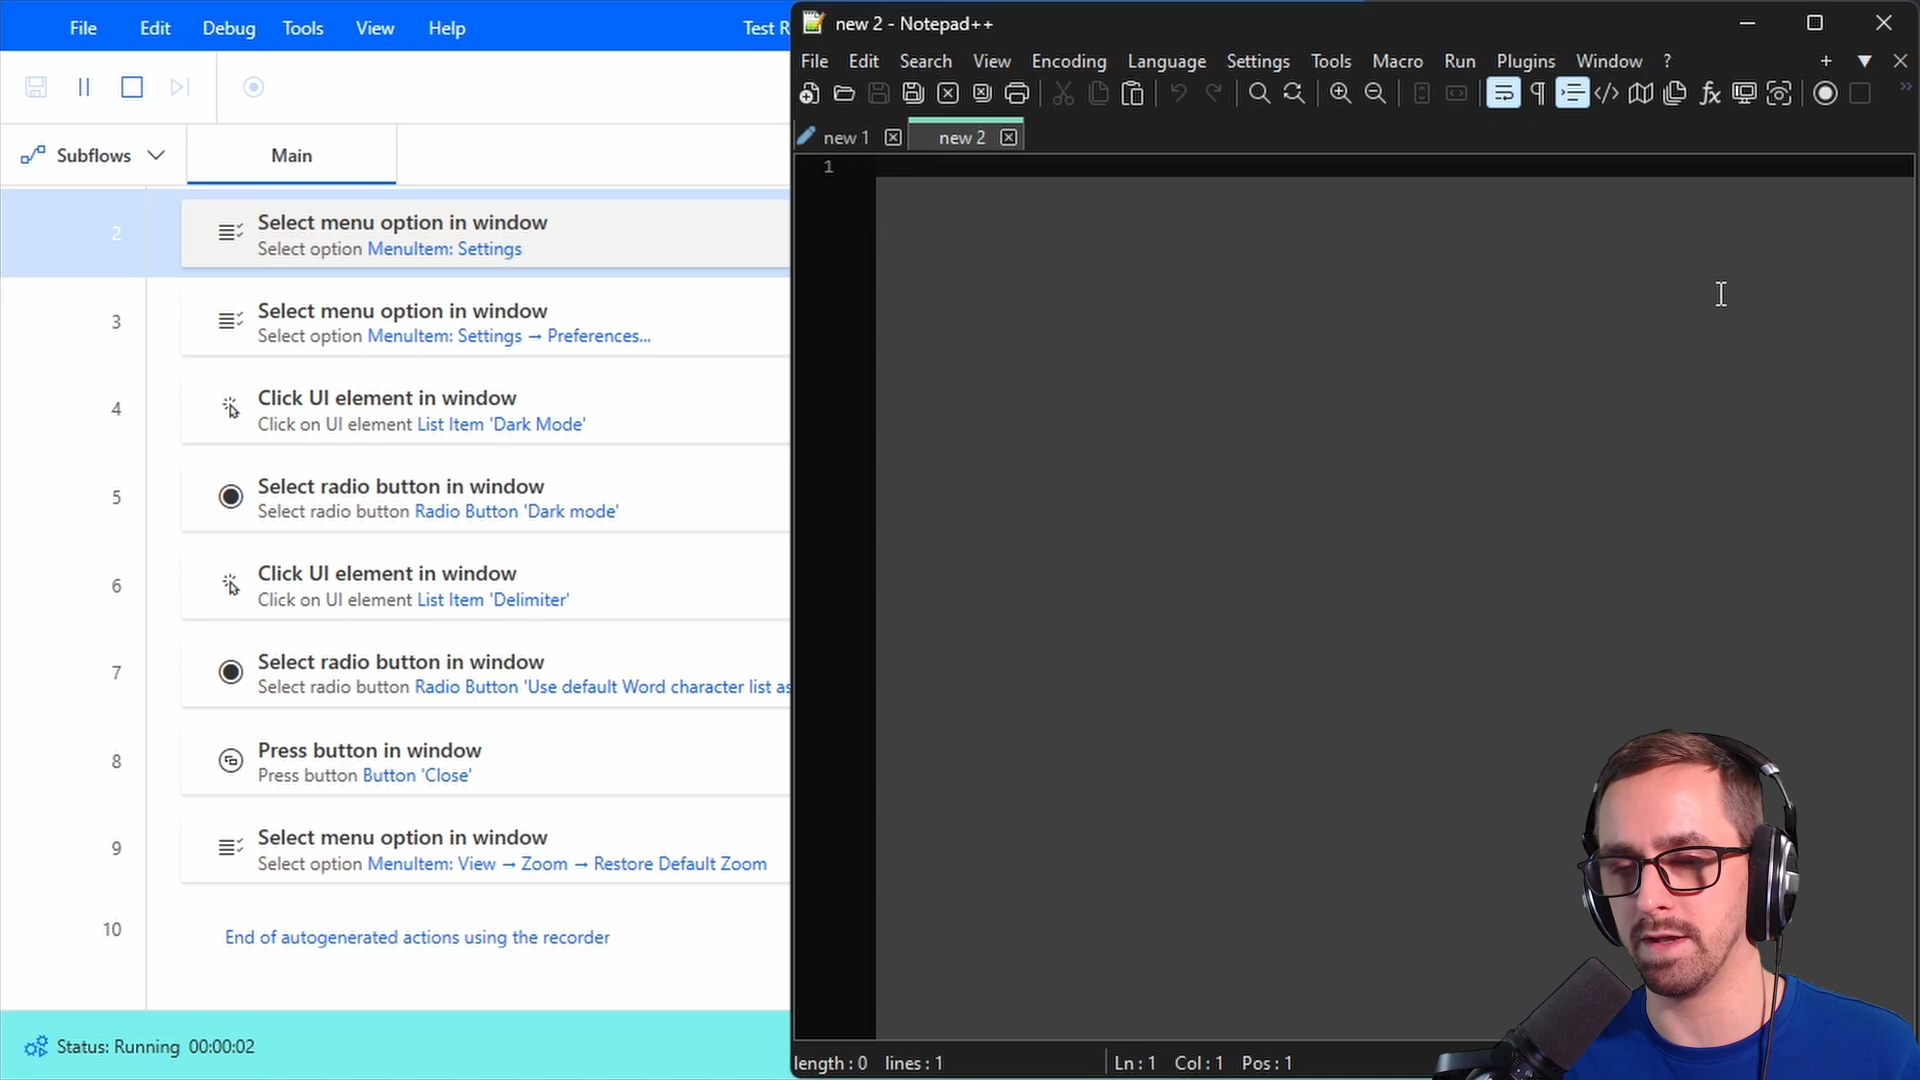 File Edit Debug Tools View Help Test R
Subflows Main
2 Select menu option in window
Select option MenuItem: Settings
3 Select menu option in window
Select option MenuItem: Settings → Preferences...
4 Click UI element in window
Click on UI element List Item 'Dark Mode'
5 Select radio button in window
Select radio button Radio Button 'Dark mode'
6 Click UI element in window
Click on UI element List Item 'Delimiter'
7 Select radio button in window
Select radio button Radio Button 'Use default Word character list as
8 Press button in window
Press button Button 'Close'
9 Select menu option in window
Select option MenuItem: View → Zoom → Restore Default Zoom
10 End of autogenerated actions using the recorder
Status: Running 00:00:02
new 2 - Notepad++
File Edit Search View Encoding Language Settings Tools Macro Run Plugins Window ?
new 1 new 2
1
length : 0 lines : 1 Ln : 1 Col : 1 Pos : 1